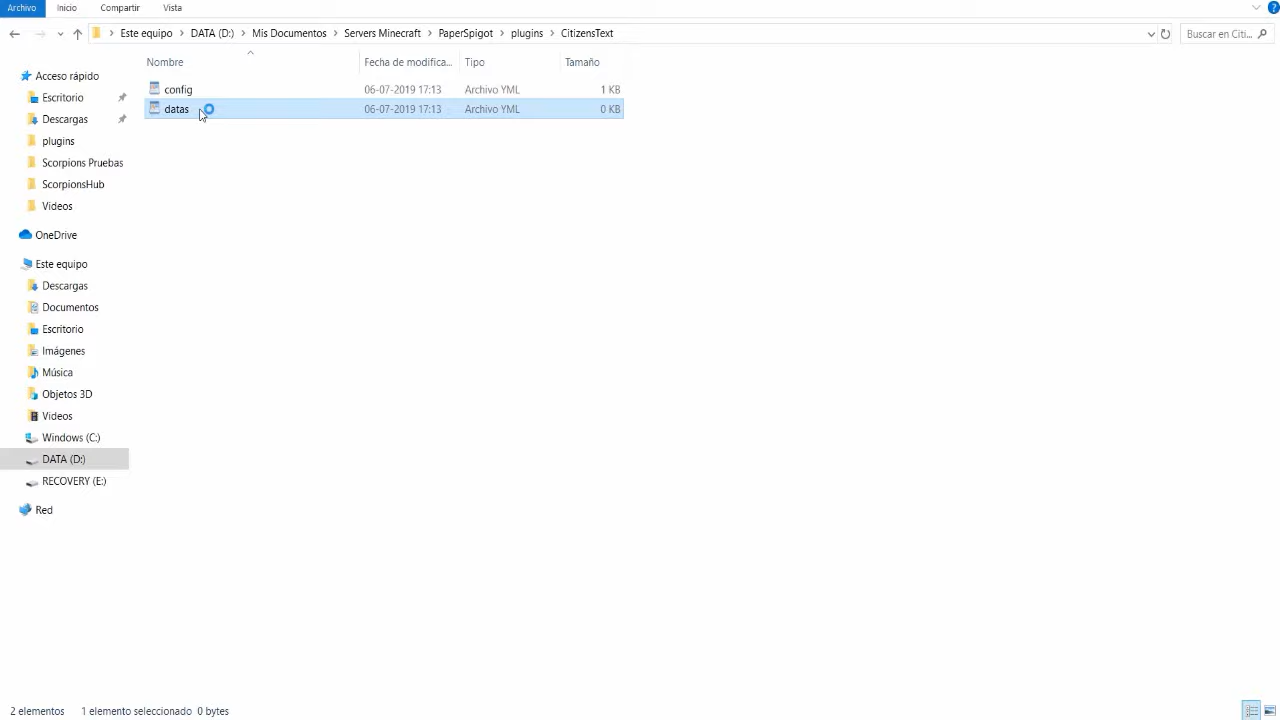 Archivo Inicio Compartir Vista
Este equipo DATA (D:) Mis Documentos Servers Minecraft PaperSpigot plugins CitizensText Buscar en Citi...
Nombre Fecha de modifica... Tipo Tamaño
config 06-07-2019 17:13 Archivo YML 1 KB
datas 06-07-2019 17:13 Archivo YML 0 KB
Acceso rápido
Escritorio
Descargas
plugins
Scorpions Pruebas
ScorpionsHub
Videos
OneDrive
Este equipo
Descargas
Documentos
Escritorio
Imágenes
Música
Objetos 3D
Videos
Windows (C:)
DATA (D:)
RECOVERY (E:)
Red
2 elementos 1 elemento seleccionado 0 bytes